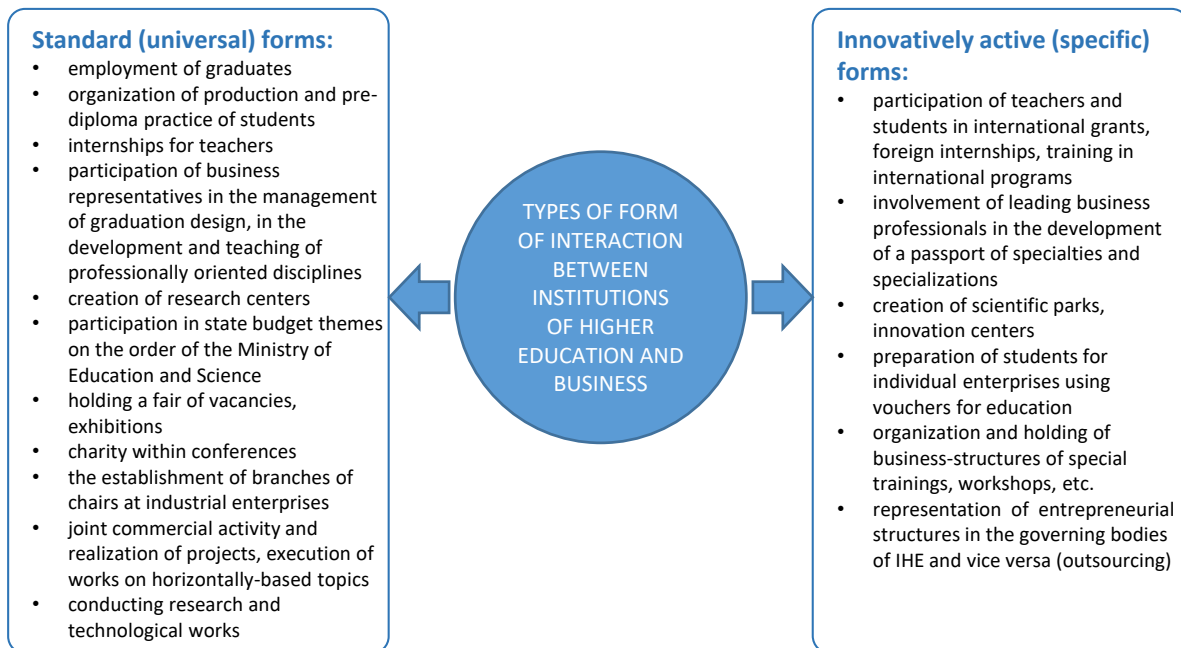 Standard (universal) forms:
• employment of graduates
• organization of production and pre-
diploma practice of students
• internships for teachers
• participation of business
representatives in the management
of graduation design, in the
development and teaching of
professionally oriented disciplines
• creation of research centers
• participation in state budget themes
on the order of the Ministry of
Education and Science
• holding a fair of vacancies,
exhibitions
• charity within conferences
• the establishment of branches of
chairs at industrial enterprises
• joint commercial activity and
realization of projects, execution of
works on horizontally-based topics
• conducting research and
technological works
TYPES OF FORM
OF INTERACTION
BETWEEN
INSTITUTIONS
OF HIGHER
EDUCATION AND
BUSINESS
Innovatively active (specific)
forms:
• participation of teachers and
students in international grants,
foreign internships, training in
international programs
• involvement of leading business
professionals in the development
of a passport of specialties and
specializations
• creation of scientific parks,
innovation centers
• preparation of students for
individual enterprises using
vouchers for education
• organization and holding of
business-structures of special
trainings, workshops, etc.
• representation of entrepreneurial
structures in the governing bodies
of IHE and vice versa (outsourcing)